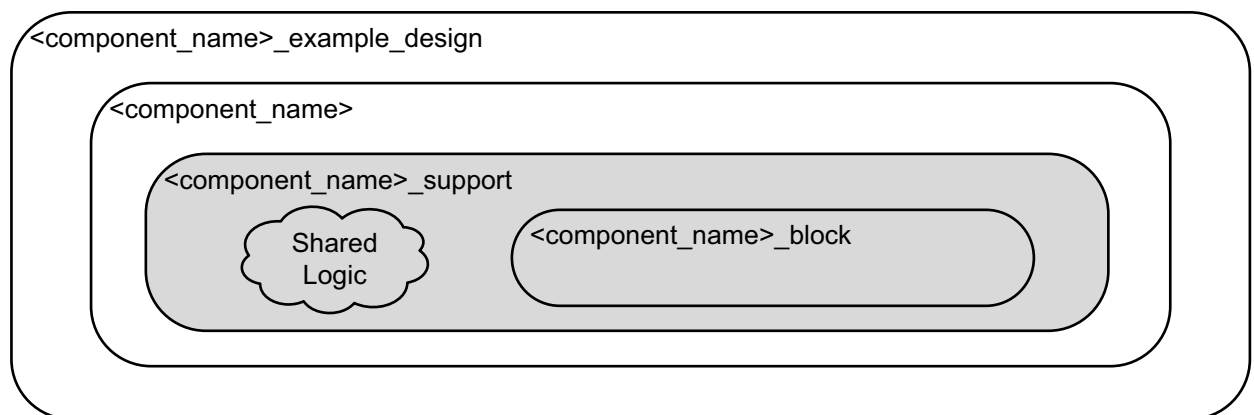 <component_name>_example_design
<component_name>
<component_name>_support
Shared
Logic
<component_name>_block